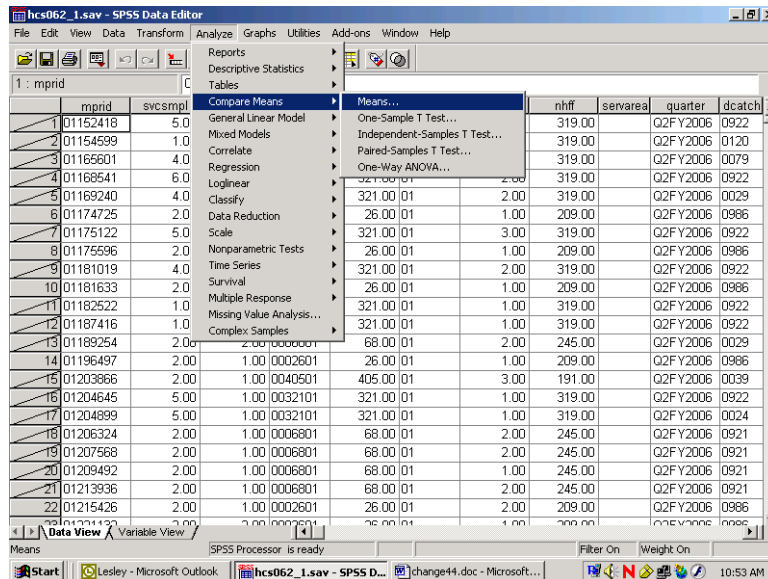 hcs062_1.sav - SPSS Data Editor
File Edit View Data Transform Analyze Graphs Utilities Add-ons Window Help
1 : mprid
Reports
Descriptive Statistics
Tables
Compare Means
General Linear Model
Mixed Models
Correlate
Regression
Loglinear
Classify
Data Reduction
Scale
Nonparametric Tests
Time Series
Survival
Multiple Response
Missing Value Analysis...
Complex Samples
Means...
One-Sample T Test...
Independent-Samples T Test...
Paired-Samples T Test...
One-Way ANOVA...
mprid svcsmpl nhff servarea quarter dcatch
1 01152418 5.0 319.00 Q2FY2006 0922
2 01154599 1.0 319.00 Q2FY2006 0120
3 01165601 4.0 319.00 Q2FY2006 0079
4 01168541 6.0 321.00 01 2.00 319.00 Q2FY2006 0922
5 01169240 4.0 321.00 01 2.00 319.00 Q2FY2006 0029
6 01174725 2.0 26.00 01 1.00 209.00 Q2FY2006 0986
7 01175122 5.0 321.00 01 3.00 319.00 Q2FY2006 0922
8 01175596 2.0 26.00 01 1.00 209.00 Q2FY2006 0986
9 01181019 4.0 321.00 01 2.00 319.00 Q2FY2006 0922
10 01181633 2.0 26.00 01 1.00 209.00 Q2FY2006 0986
11 01182522 1.0 321.00 01 1.00 319.00 Q2FY2006 0922
12 01187416 1.0 321.00 01 1.00 319.00 Q2FY2006 0922
13 01189254 2.00 2.00 0006801 68.00 01 2.00 245.00 Q2FY2006 0029
14 01196497 2.00 1.00 0002601 26.00 01 1.00 209.00 Q2FY2006 0986
15 01203866 2.00 1.00 0040501 405.00 01 3.00 191.00 Q2FY2006 0039
16 01204645 5.00 1.00 0032101 321.00 01 1.00 319.00 Q2FY2006 0922
17 01204899 5.00 1.00 0032101 321.00 01 1.00 319.00 Q2FY2006 0024
18 01206324 2.00 1.00 0006801 68.00 01 2.00 245.00 Q2FY2006 0921
19 01207568 2.00 1.00 0006801 68.00 01 2.00 245.00 Q2FY2006 0921
20 01209492 2.00 1.00 0006801 68.00 01 1.00 245.00 Q2FY2006 0921
21 01213936 2.00 1.00 0006801 68.00 01 2.00 245.00 Q2FY2006 0921
22 01215426 2.00 1.00 0002601 26.00 01 2.00 209.00 Q2FY2006 0986
Data View Variable View
Means SPSS Processor is ready Filter On Weight On
Start Lesley - Microsoft Outlook hcs062_1.sav - SPSS D... change44.doc - Microsoft... 10:53 AM